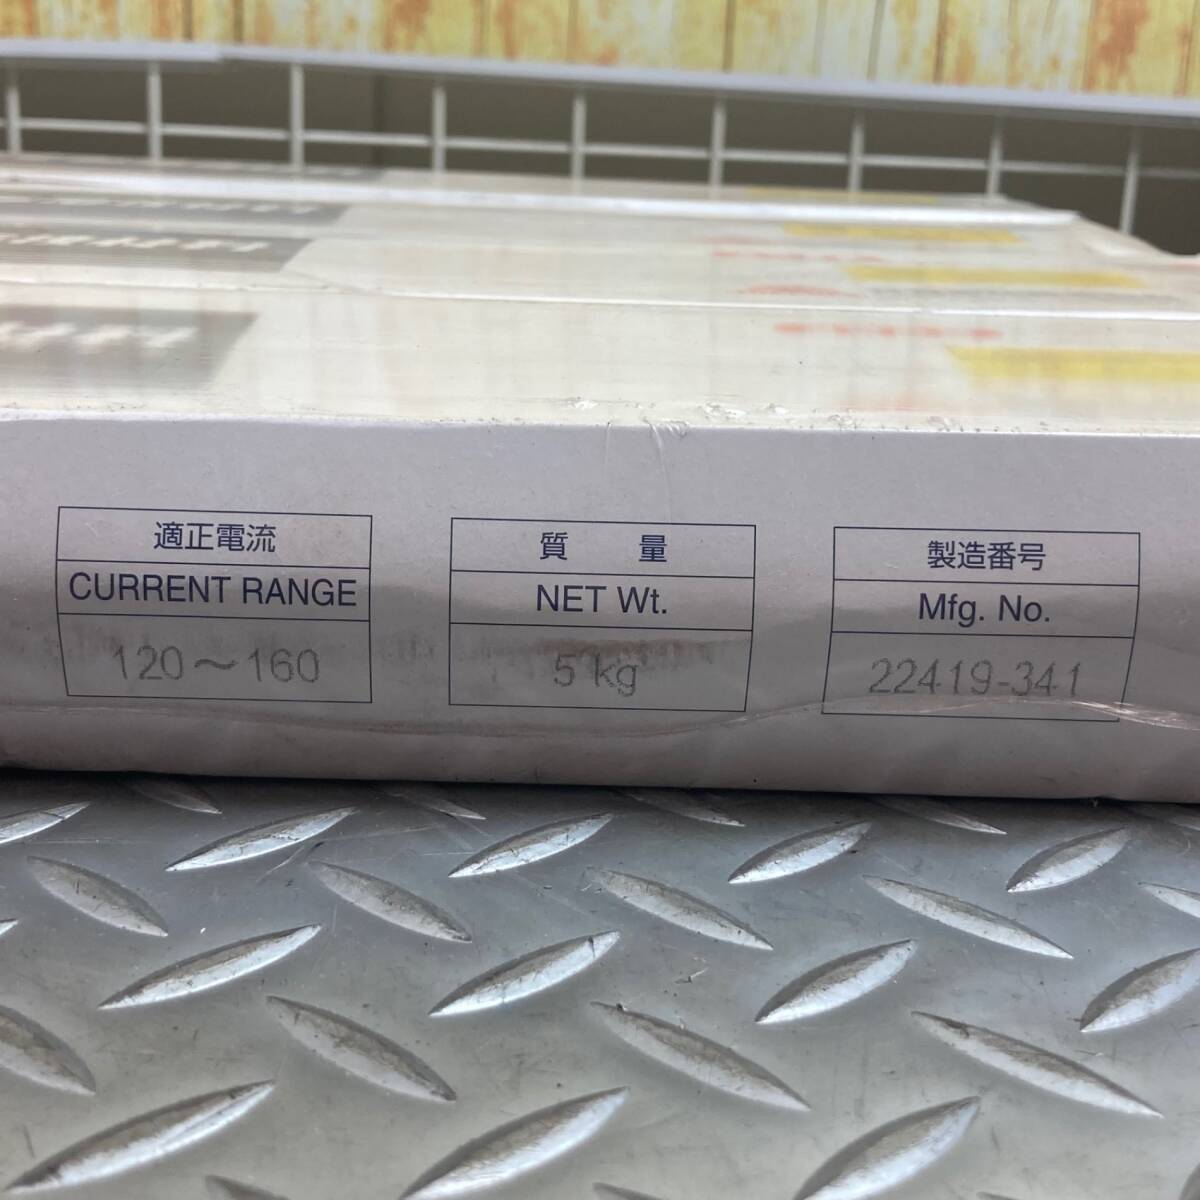 適正電流
CURRENT RANGE
120～160
質量
NET Wt.
5 kg
製造番号
Mfg. No.
22419-341